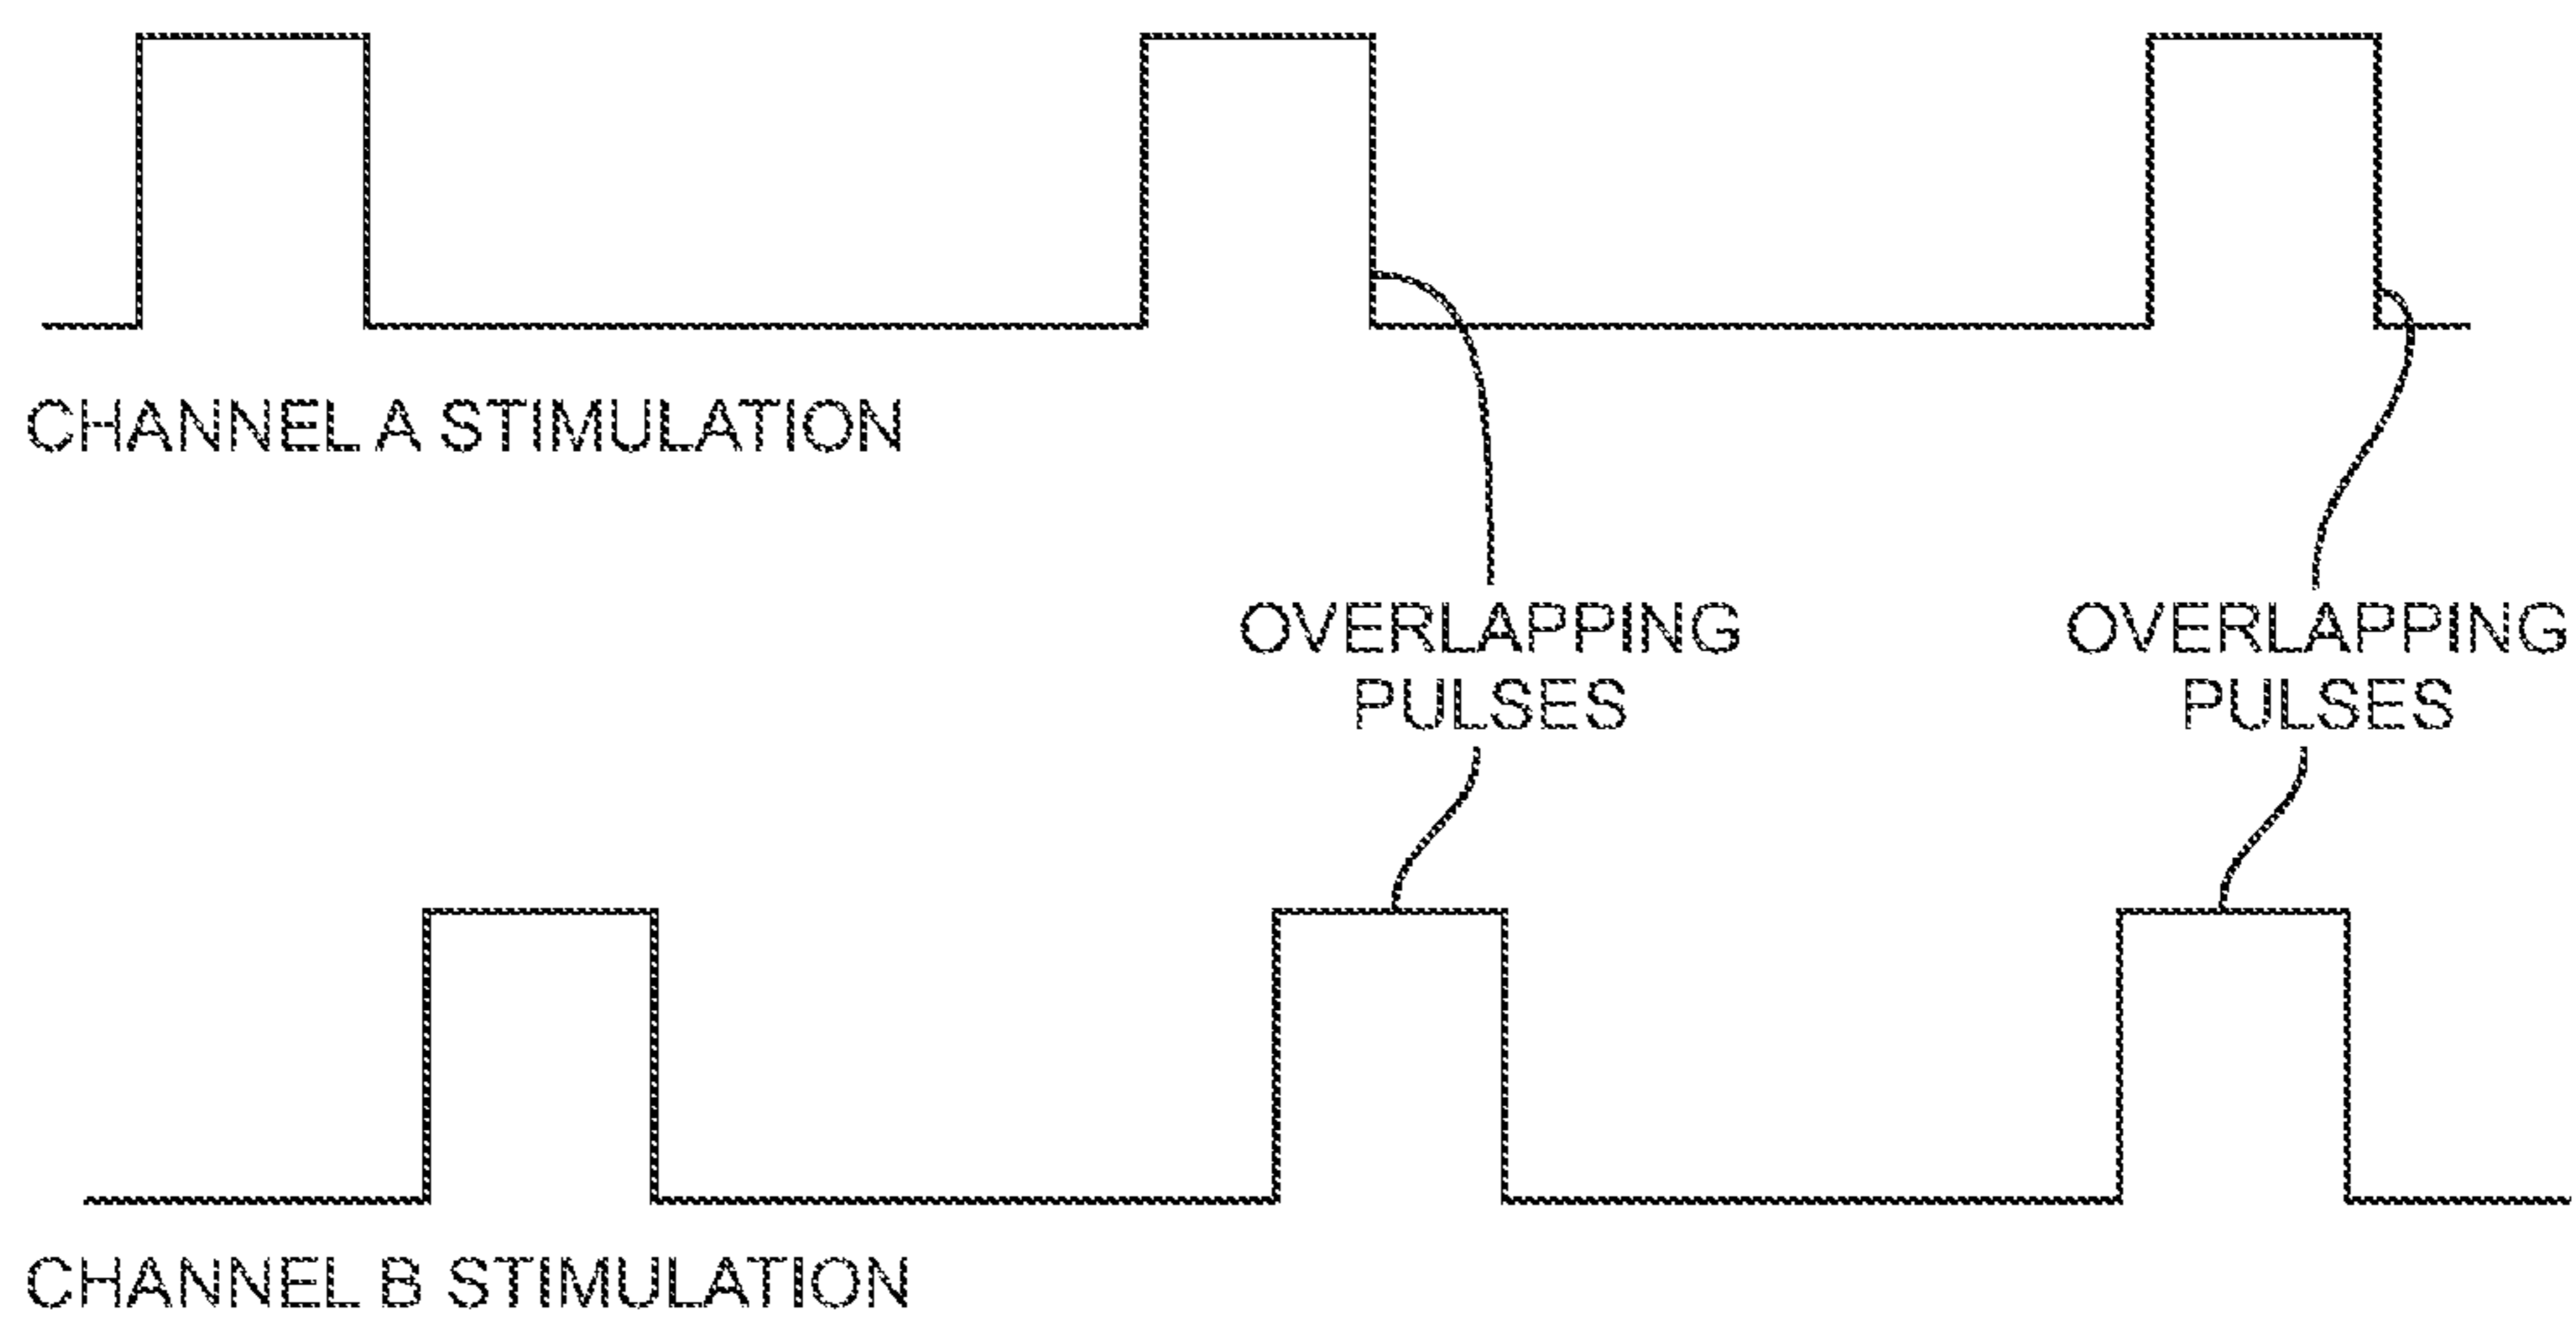 CHANNEL A STIMULATION
OVERLAPPING
PULSES
OVERLAPPING
PULSES
CHANNEL B STIMULATION